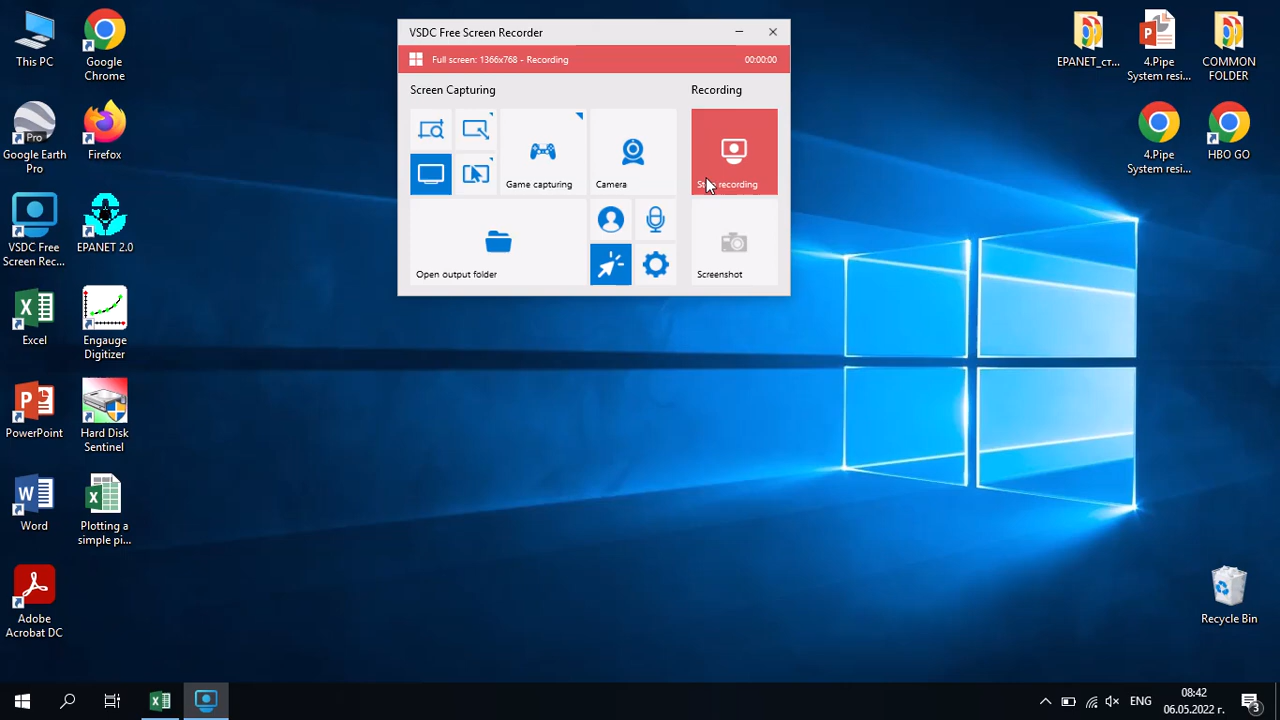 VSDC Free Screen Recorder
Full screen: 1366x768 - Recording
00:00:00
Screen Capturing
Recording
Game capturing
Camera
recording
Open output folder
Screenshot
This PC
Google
Chrome
Pro
Google Earth
Pro
Firefox
VSDC Free
Screen Rec...
EPANET 2.0
Excel
Engauge
Digitizer
PowerPoint
Hard Disk
Sentinel
Word
Plotting a
simple pi...
Adobe
Acrobat DC
EPANET_ст...
4.Pipe
System resi...
COMMON
FOLDER
4.Pipe
System resi...
HBO GO
Recycle Bin
ENG
08:42
06.05.2022 г.
3